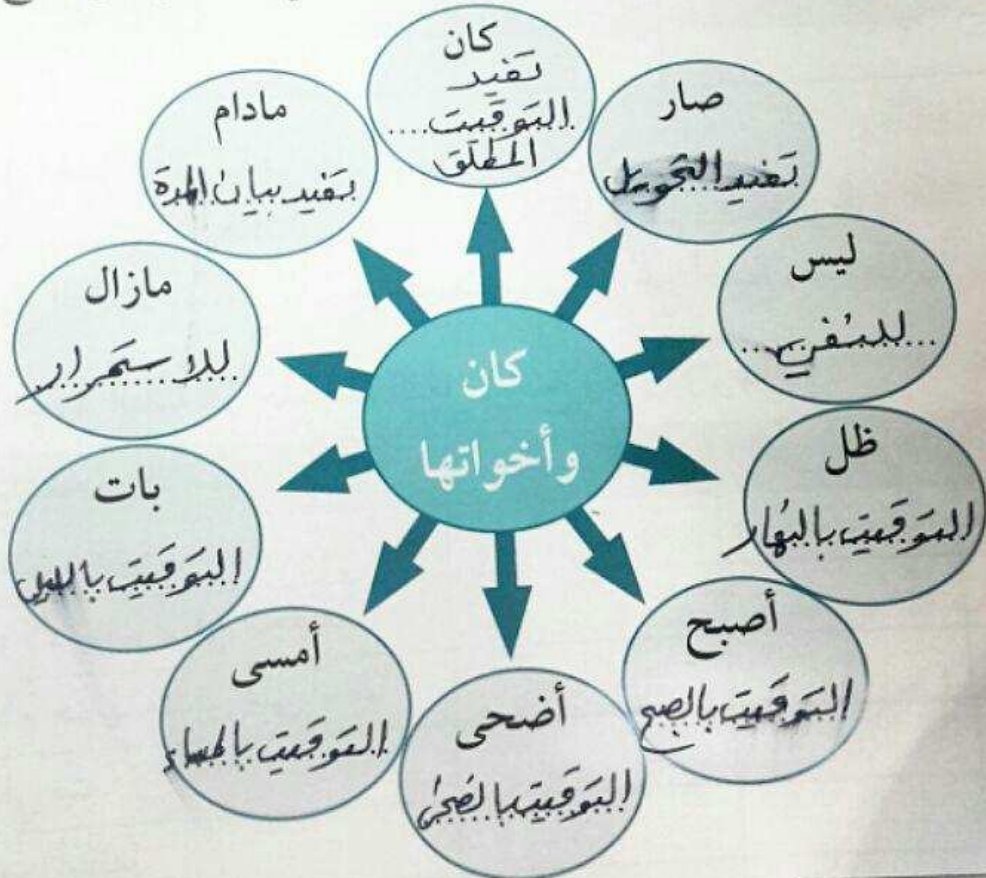 كان
وأخواتها
كان
تفيد
التوقيت....
المطلق
صار
تفيد التحويل
ليس
..للنفي..
ظل
التوقيت بالنهار
أصبح
التوقيت بالصبح
أضحى
التوقيت بالضحى
أمسى
التوقيت بالمساء
بات
التوقيت بالليل
مازال
للاستمرار
مادام
تفيد بيان المدة